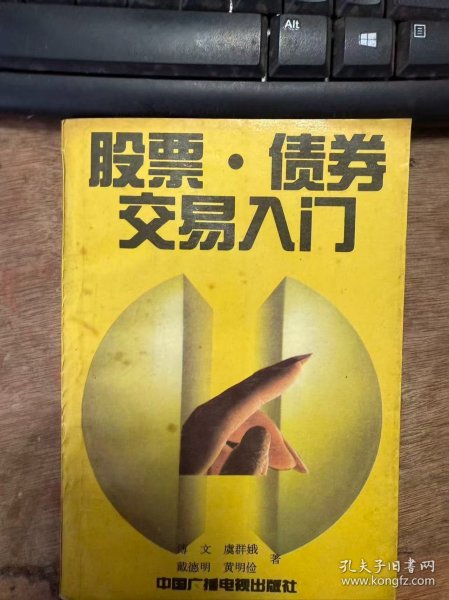 Alt
股票·债券
交易入门
傅 文 虞群娥
戴德明 黄明俭 著
中国广播电视出版社
孔夫子旧书网
www.kongfz.com